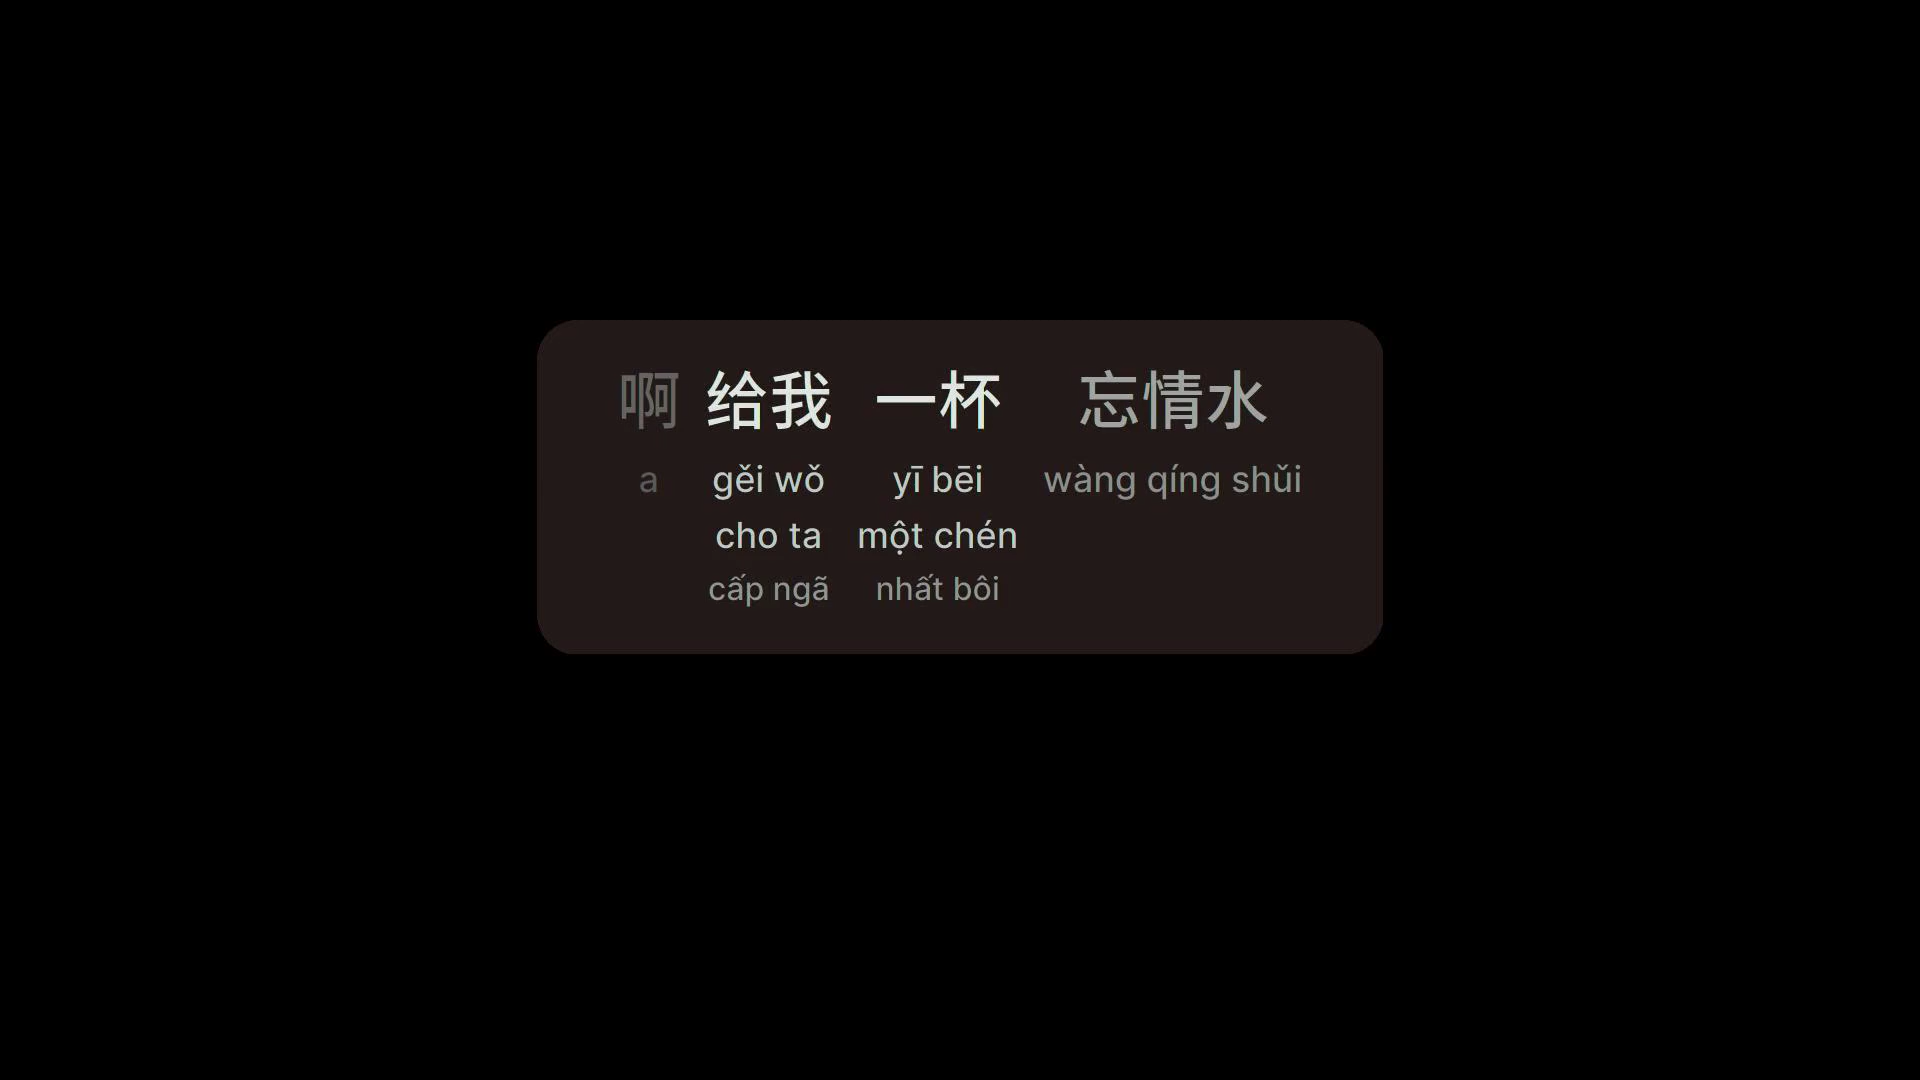 啊 给我 一杯 忘情水
a gěi wǒ yī bēi wàng qíng shuǐ
cho ta một chén
cấp ngã nhất bôi